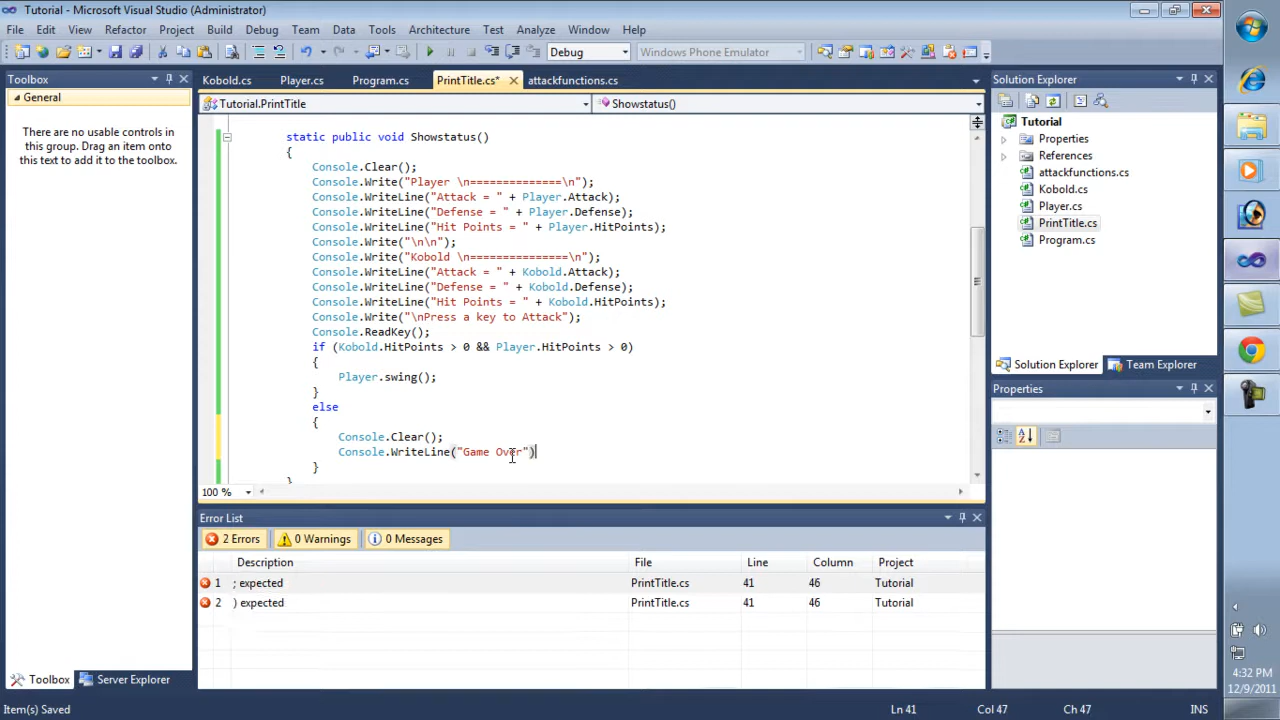 Tutorial - Microsoft Visual Studio (Administrator)
File Edit View Refactor Project Build Debug Team Data Tools Architecture Test Analyze Window Help
Debug Windows Phone Emulator
Toolbox
General
There are no usable controls in
this group. Drag an item onto
this text to add it to the toolbox.
Toolbox Server Explorer
Kobold.cs Player.cs Program.cs PrintTitle.cs* attackfunctions.cs
Tutorial.PrintTitle Showstatus()
static public void Showstatus()
{
Console.Clear();
Console.Write("Player \n==============\n");
Console.WriteLine("Attack = " + Player.Attack);
Console.WriteLine("Defense = " + Player.Defense);
Console.WriteLine("Hit Points = " + Player.HitPoints);
Console.Write("\n\n");
Console.Write("Kobold \n===============\n");
Console.WriteLine("Attack = " + Kobold.Attack);
Console.WriteLine("Defense = " + Kobold.Defense);
Console.WriteLine("Hit Points = " + Kobold.HitPoints);
Console.Write("\nPress a key to Attack");
Console.ReadKey();
if (Kobold.HitPoints > 0 && Player.HitPoints > 0)
{
Player.swing();
}
else
{
Console.Clear();
Console.WriteLine("Game Over")
}
}
100 %
Error List
2 Errors 0 Warnings 0 Messages
Description File Line Column Project
1 ; expected PrintTitle.cs 41 46 Tutorial
2 ) expected PrintTitle.cs 41 46 Tutorial
Solution Explorer
Tutorial
Properties
References
attackfunctions.cs
Kobold.cs
Player.cs
PrintTitle.cs
Program.cs
Solution Explorer Team Explorer
Properties
Item(s) Saved Ln 41 Col 47 Ch 47 INS
4:32 PM
12/9/2011